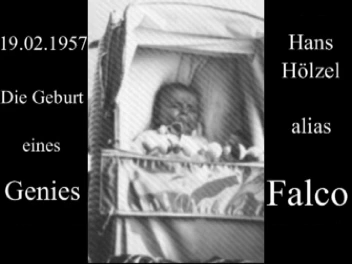 19.02.1957
Die Geburt
eines
Genies
Hans
Hölzel
alias
Falco